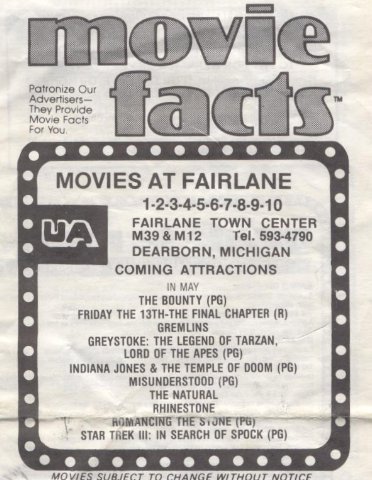 movie
Patronize Our
Advertisers—
They Provide
Movie Facts
For You.
facts™
MOVIES AT FAIRLANE
1-2-3-4-5-6-7-8-9-10
UA
FAIRLANE TOWN CENTER
M39 & M12 Tel. 593-4790
DEARBORN, MICHIGAN
COMING ATTRACTIONS
IN MAY
THE BOUNTY (PG)
FRIDAY THE 13TH-THE FINAL CHAPTER (R)
GREMLINS
GREYSTOKE: THE LEGEND OF TARZAN,
LORD OF THE APES (PG)
INDIANA JONES & THE TEMPLE OF DOOM (PG)
MISUNDERSTOOD (PG)
THE NATURAL
RHINESTONE
ROMANCING THE STONE (PG)
STAR TREK III: IN SEARCH OF SPOCK (PG)
MOVIES SUBJECT TO CHANGE WITHOUT NOTICE